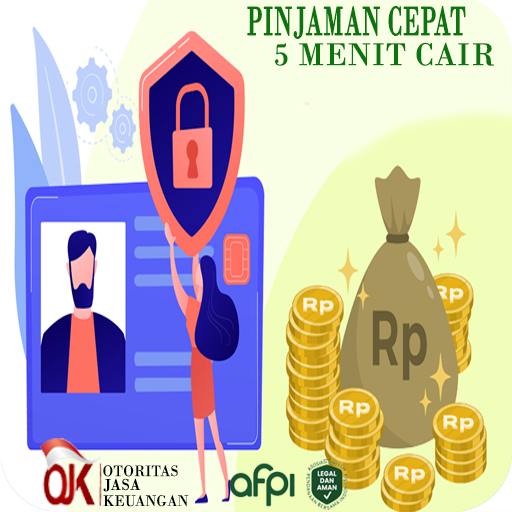 PINJAMAN CEPAT
5 MENIT CAIR
Rp
Rp
Rp
Rp
Rp
Rp
OJK OTORITAS
JASA
KEUANGAN
afpi
LEGAL
DAN
AMAN